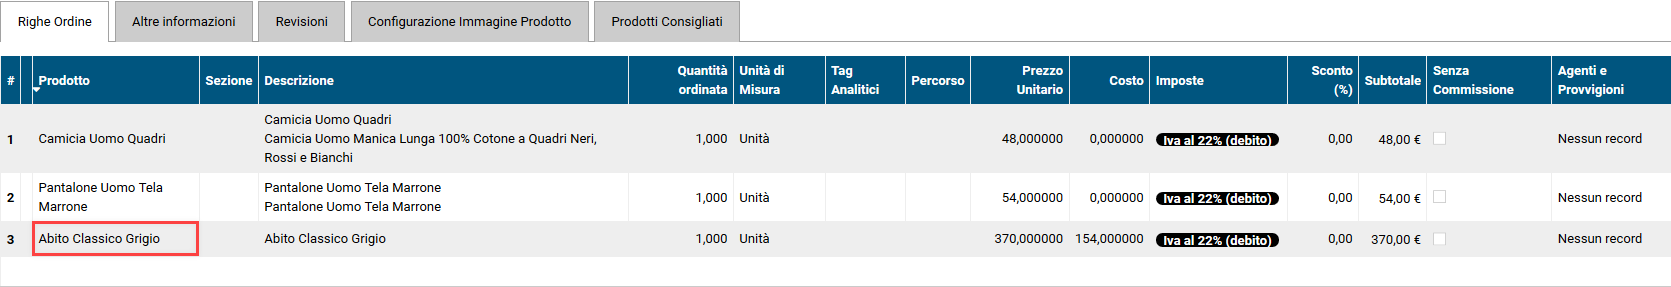 Righe Ordine Altre informazioni Revisioni Configurazione Immagine Prodotto Prodotti Consigliati
# Prodotto Sezione Descrizione Quantità ordinata Unità di Misura Tag Analitici Percorso Prezzo Unitario Costo Imposte Sconto (%) Subtotale Senza Commissione Agenti e Provvigioni
1 Camicia Uomo Quadri Camicia Uomo Quadri 1,000 Unità 48,000000 0,000000 Iva al 22% (debito) 0,00 48,00 € Nessun record
Camicia Uomo Manica Lunga 100% Cotone a Quadri Neri,
Rossi e Bianchi
2 Pantalone Uomo Tela Marrone Pantalone Uomo Tela Marrone 1,000 Unità 54,000000 0,000000 Iva al 22% (debito) 0,00 54,00 € Nessun record
Pantalone Uomo Tela Marrone
3 Abito Classico Grigio Abito Classico Grigio 1,000 Unità 370,000000 154,000000 Iva al 22% (debito) 0,00 370,00 € Nessun record